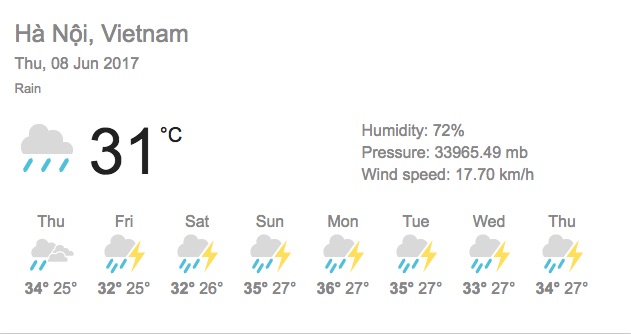 Hà Nội, Vietnam
Thu, 08 Jun 2017
Rain
31 °C
Humidity: 72%
Pressure: 33965.49 mb
Wind speed: 17.70 km/h
Thu Fri Sat Sun Mon Tue Wed Thu
34° 25° 32° 25° 32° 26° 35° 27° 36° 27° 35° 27° 33° 27° 34° 27°